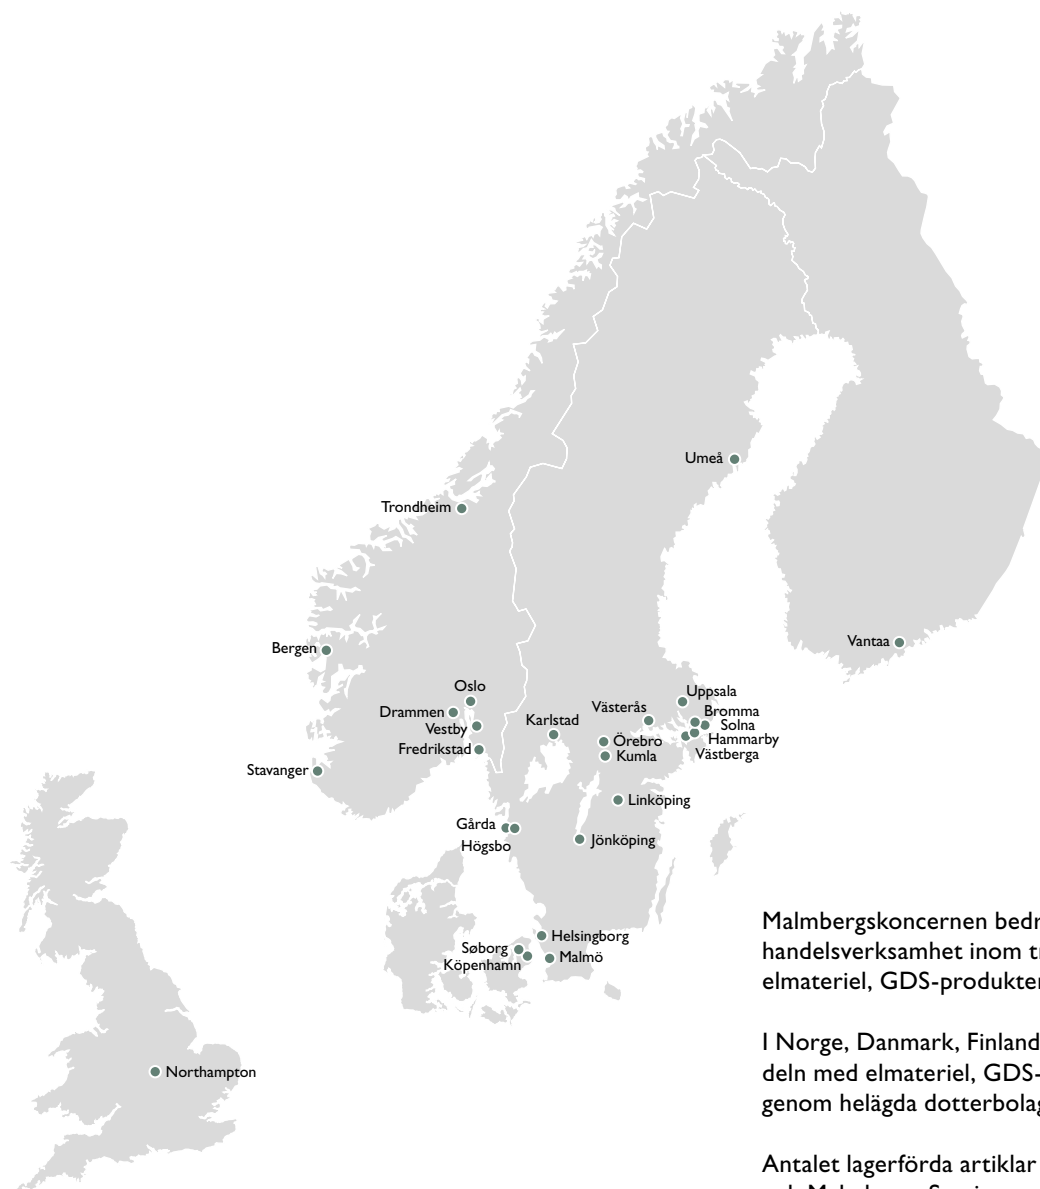 Umeå
Trondheim
Vantaa
Bergen
Oslo
Uppsala
Drammen
Västerås
Bromma
Vestby
Karlstad
Solna
Fredrikstad
Örebro
Hammarby
Kumla
Västberga
Stavanger
Linköping
Gårda
Högsbo
Jönköping
Helsingborg
Søborg
Köpenhamn
Malmö
Northampton
Malmbergskoncernen bedr
handelsverksamhet inom tr
elmateriel, GDS-produkter
I Norge, Danmark, Finland
deln med elmateriel, GDS-
genom helägda dotterbolag
Antalet lagerförda artiklar